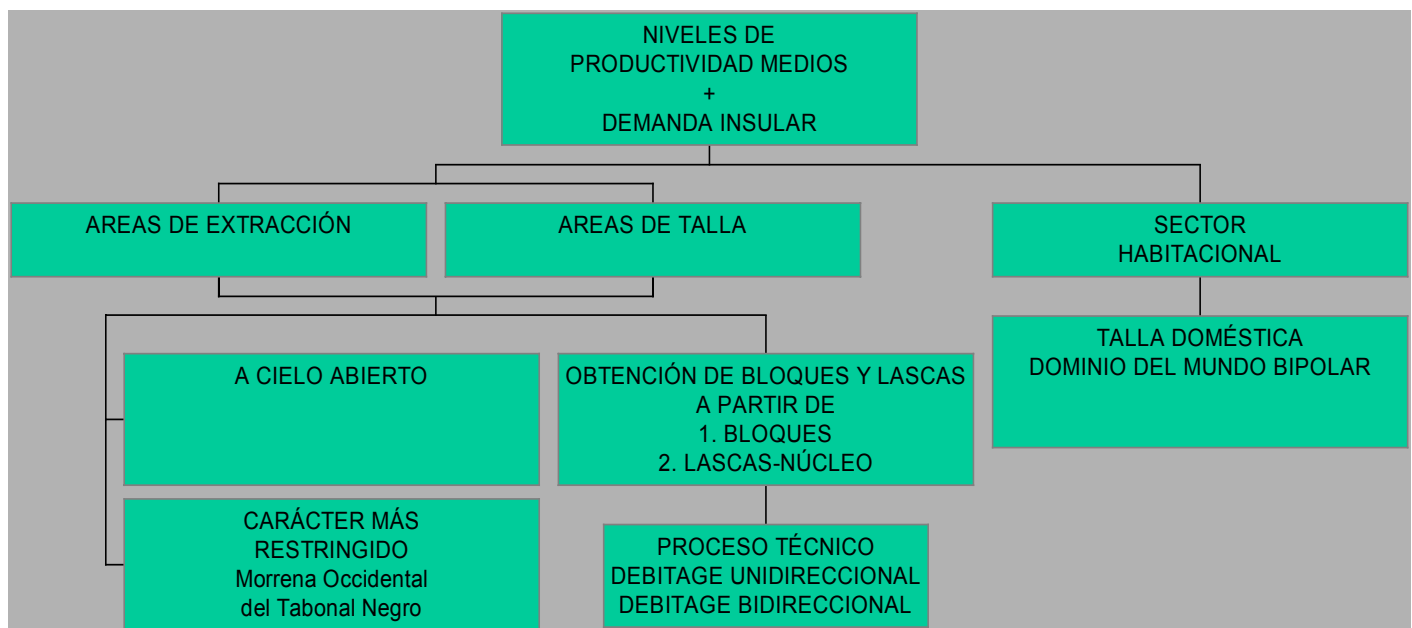 NIVELES DE
PRODUCTIVIDAD MEDIOS
+
DEMANDA INSULAR
AREAS DE EXTRACCIÓN
AREAS DE TALLA
SECTOR
HABITACIONAL
A CIELO ABIERTO
OBTENCIÓN DE BLOQUES Y LASCAS
A PARTIR DE
1. BLOQUES
2. LASCAS-NÚCLEO
TALLA DOMÉSTICA
DOMINIO DEL MUNDO BIPOLAR
CARÁCTER MÁS
RESTRINGIDO
Morrena Occidental
del Tabonal Negro
PROCESO TÉCNICO
DEBITAGE UNIDIRECCIONAL
DEBITAGE BIDIRECCIONAL